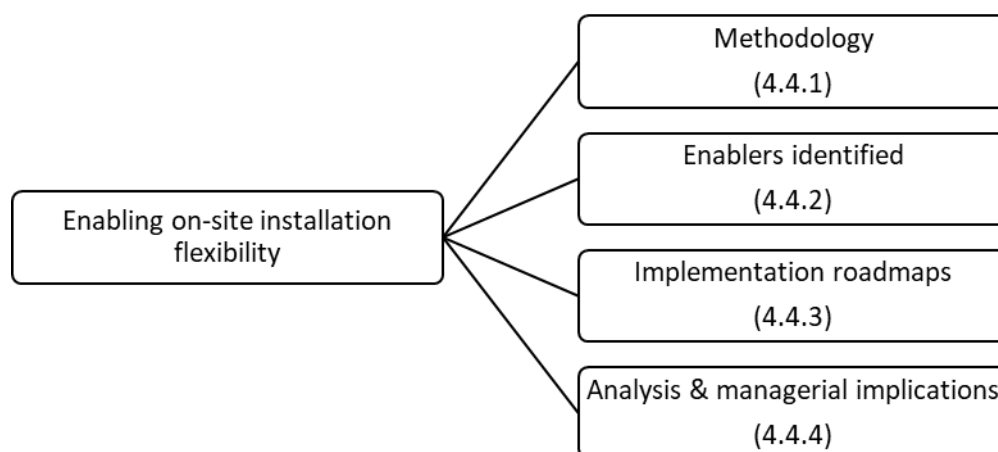 Enabling on-site installation
flexibility
Methodology
(4.4.1)
Enablers identified
(4.4.2)
Implementation roadmaps
(4.4.3)
Analysis & managerial implications
(4.4.4)